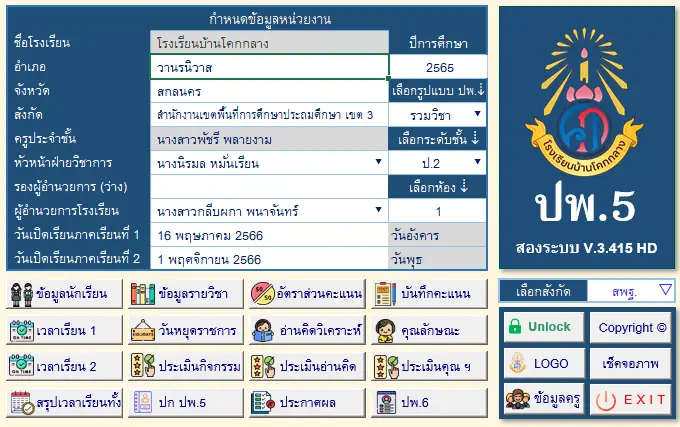 กำหนดข้อมูลหน่วยงาน
ชื่อโรงเรียน โรงเรียนบ้านโคกกลาง ปีการศึกษา
อำเภอ วานรนิวาส 2565
จังหวัด สกลนคร เลือกรูปแบบ ปพ.↓
สังกัด สำนักงานเขตพื้นที่การศึกษาประถมศึกษา เขต 3 รวมวิชา
ครูประจำชั้น นางสาวพัชรี พลายงาม เลือกระดับชั้น ↓
หัวหน้าฝ่ายวิชาการ นางนิรมล หมั่นเรียน ป.2
รองผู้อำนวยการ (ว่าง) เลือกห้อง ↓
ผู้อำนวยการโรงเรียน นางสาวกลีบผกา พนาจันทร์ 1
วันเปิดเรียนภาคเรียนที่ 1 16 พฤษภาคม 2566 วันอังคาร
วันเปิดเรียนภาคเรียนที่ 2 1 พฤศจิกายน 2566 วันพุธ
โรงเรียนบ้านโคกกลาง
ปพ.5
สองระบบ V.3.415 HD
ข้อมูลนักเรียน ข้อมูลรายวิชา 50 50 อัตราส่วนคะแนน บันทึกคะแนน เลือกสังกัด สพฐ.
ON TIME เวลาเรียน 1 วันหยุดราชการ อ่านคิดวิเคราะห์ คุณลักษณะ Unlock Copyright ©
ON TIME เวลาเรียน 2 ประเมินกิจกรรม ประเมินอ่านคิด ประเมินคุณ ฯ LOGO เช็คจอภาพ
สรุปเวลาเรียนทั้ง ปก ปพ.5 ประกาศผล ปพ.6 ข้อมูลครู E X I T